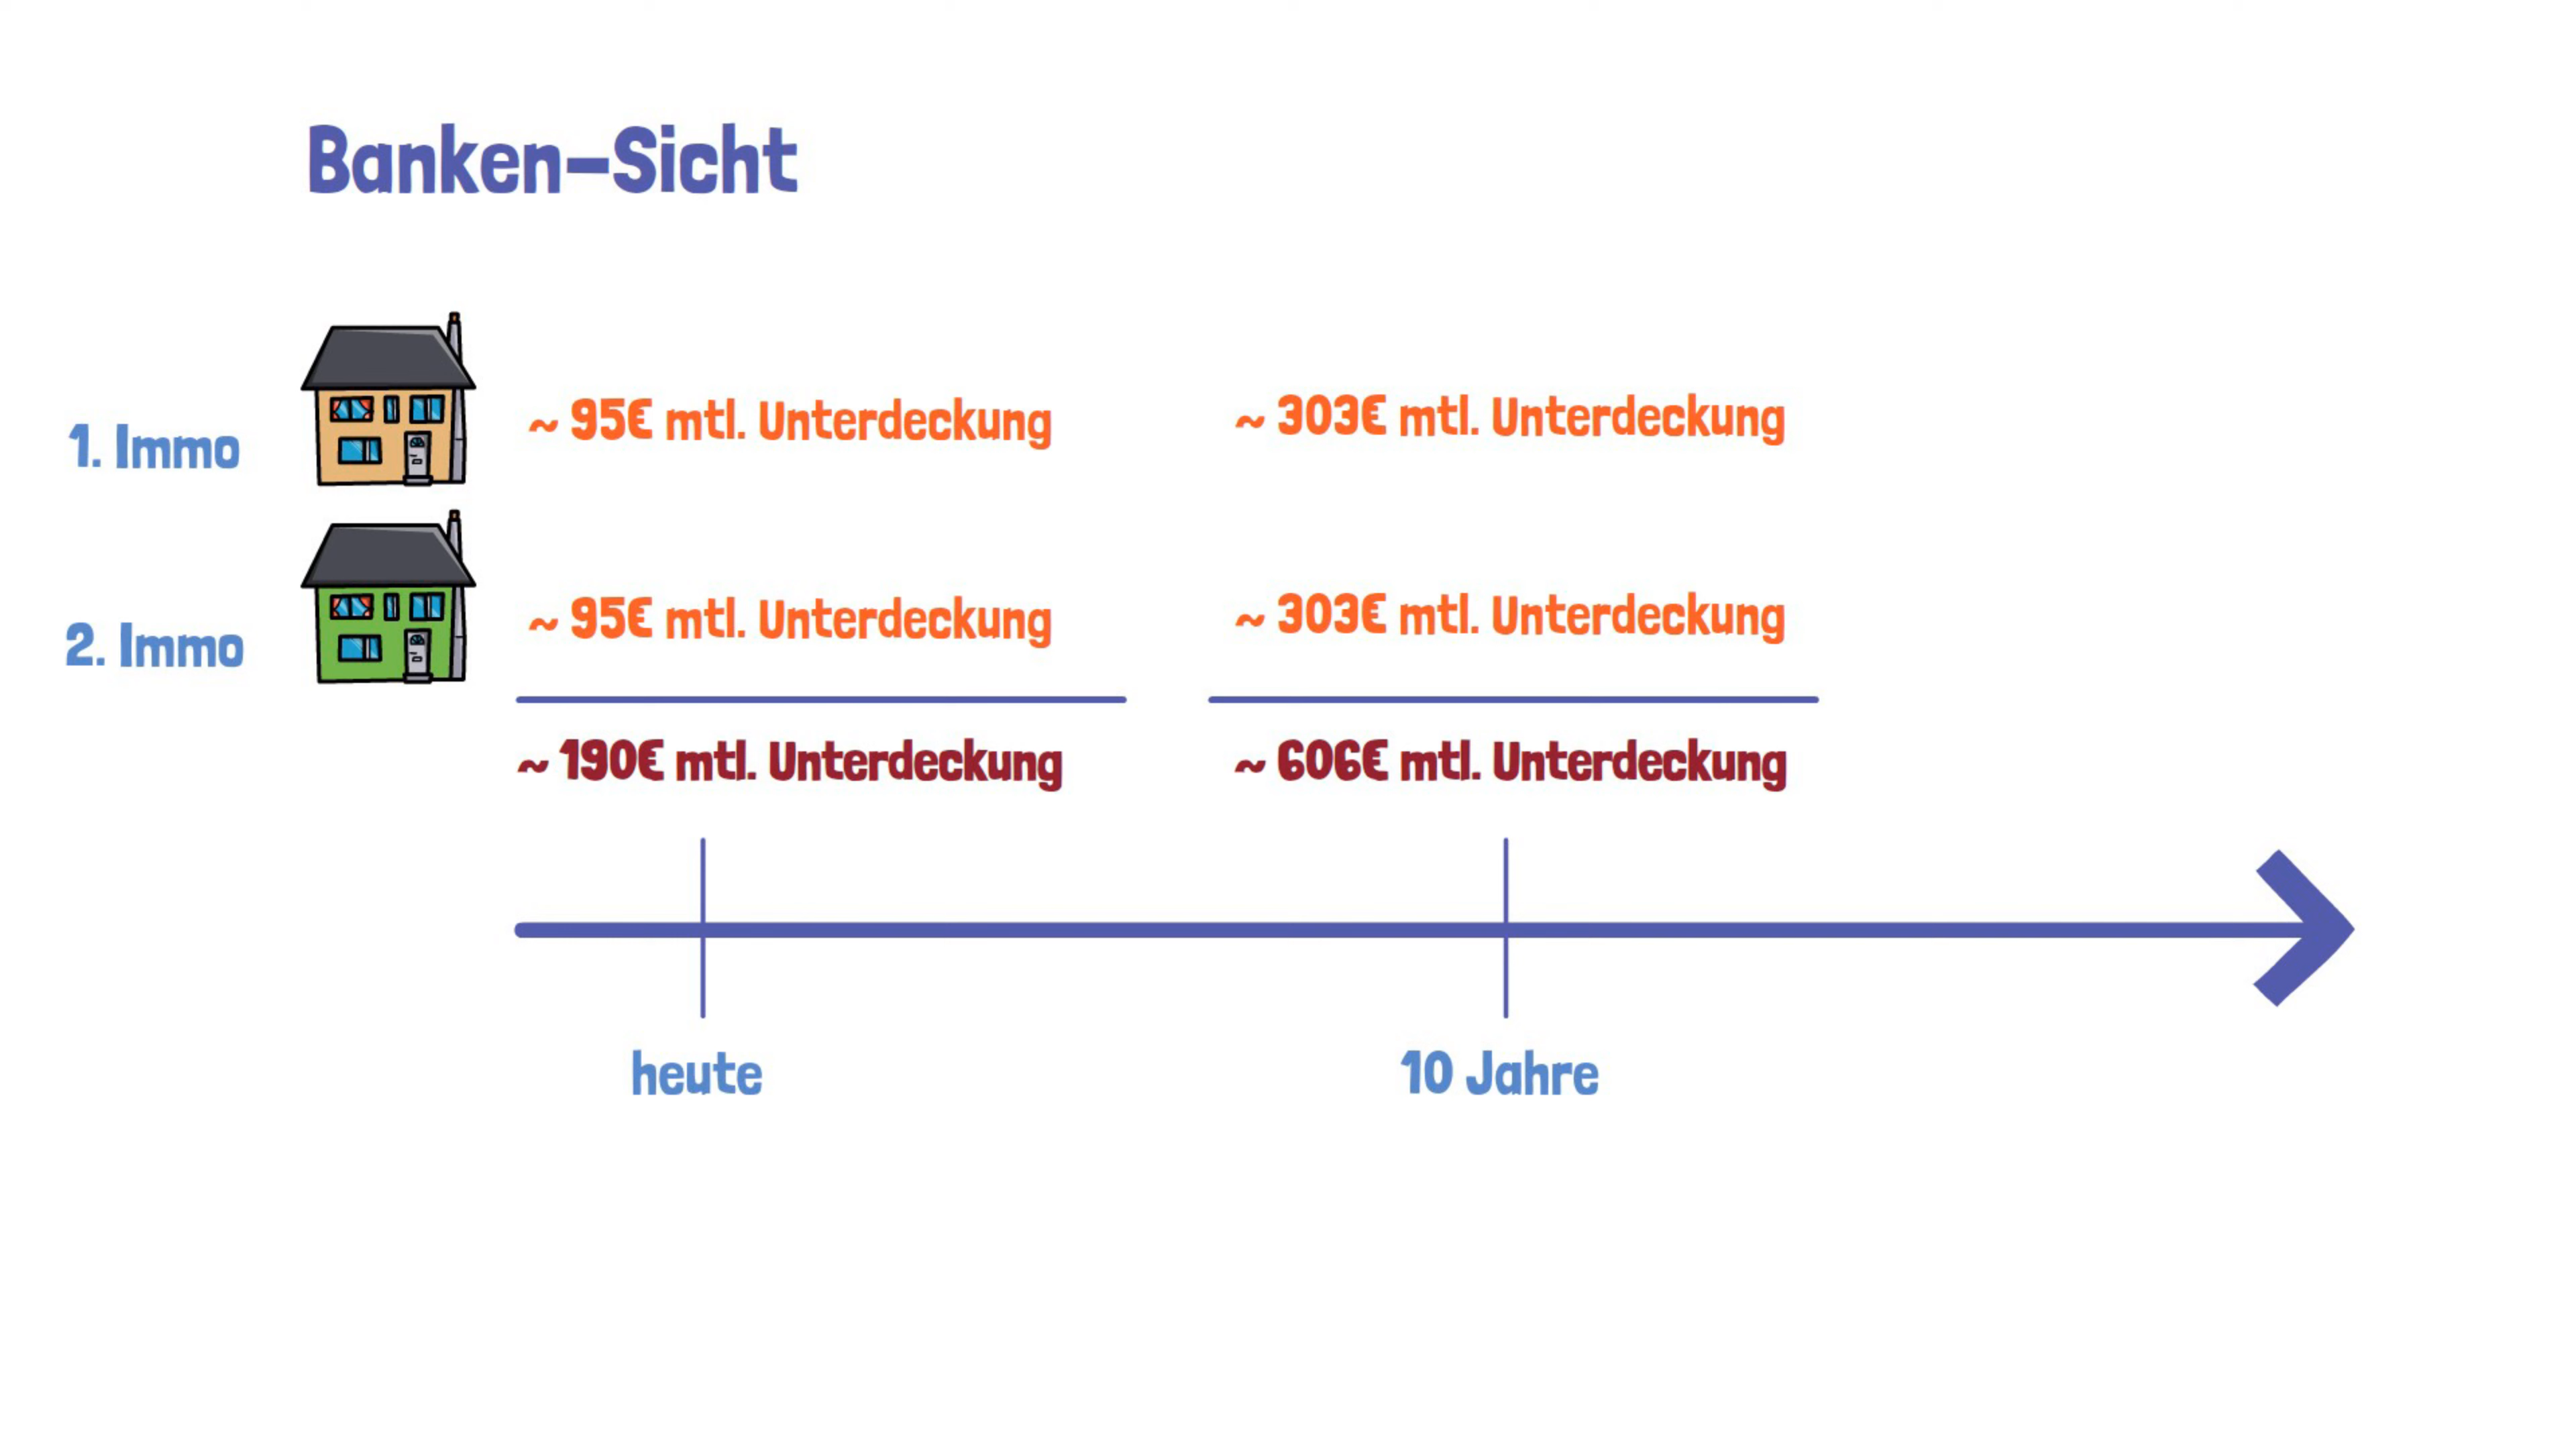 Banken-Sicht
1. Immo
~ 95€ mtl. Unterdeckung
~ 303€ mtl. Unterdeckung
2. Immo
~ 95€ mtl. Unterdeckung
~ 303€ mtl. Unterdeckung
~ 190€ mtl. Unterdeckung
~ 606€ mtl. Unterdeckung
heute
10 Jahre